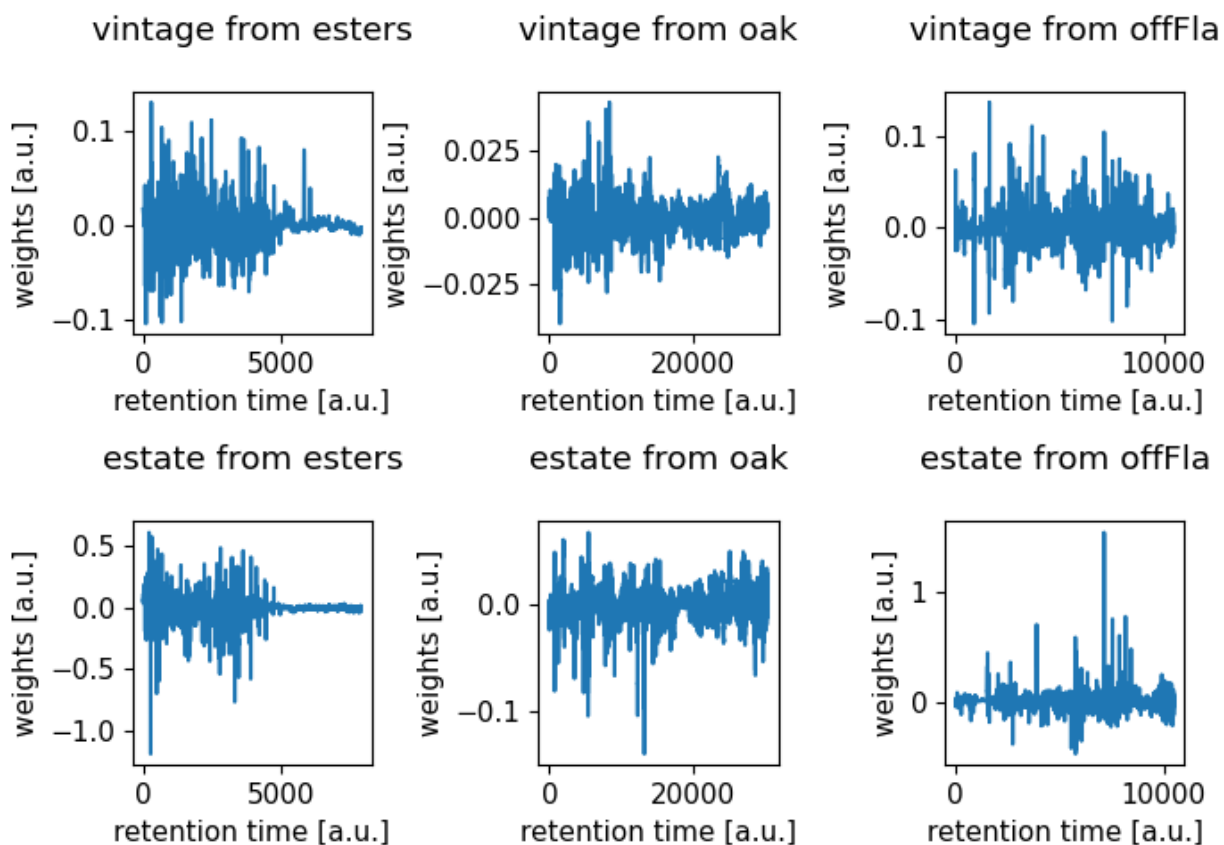 vintage from esters
vintage from oak
vintage from offFla
weights [a.u.]
0.1
0.0
−0.1
0
5000
retention time [a.u.]
weights [a.u.]
0.025
0.000
−0.025
0
20000
retention time [a.u.]
weights [a.u.]
0.1
0.0
−0.1
0
10000
retention time [a.u.]
estate from esters
estate from oak
estate from offFla
weights [a.u.]
0.5
0.0
−0.5
−1.0
0
5000
retention time [a.u.]
weights [a.u.]
0.0
−0.1
0
20000
retention time [a.u.]
weights [a.u.]
1
0
0
10000
retention time [a.u.]